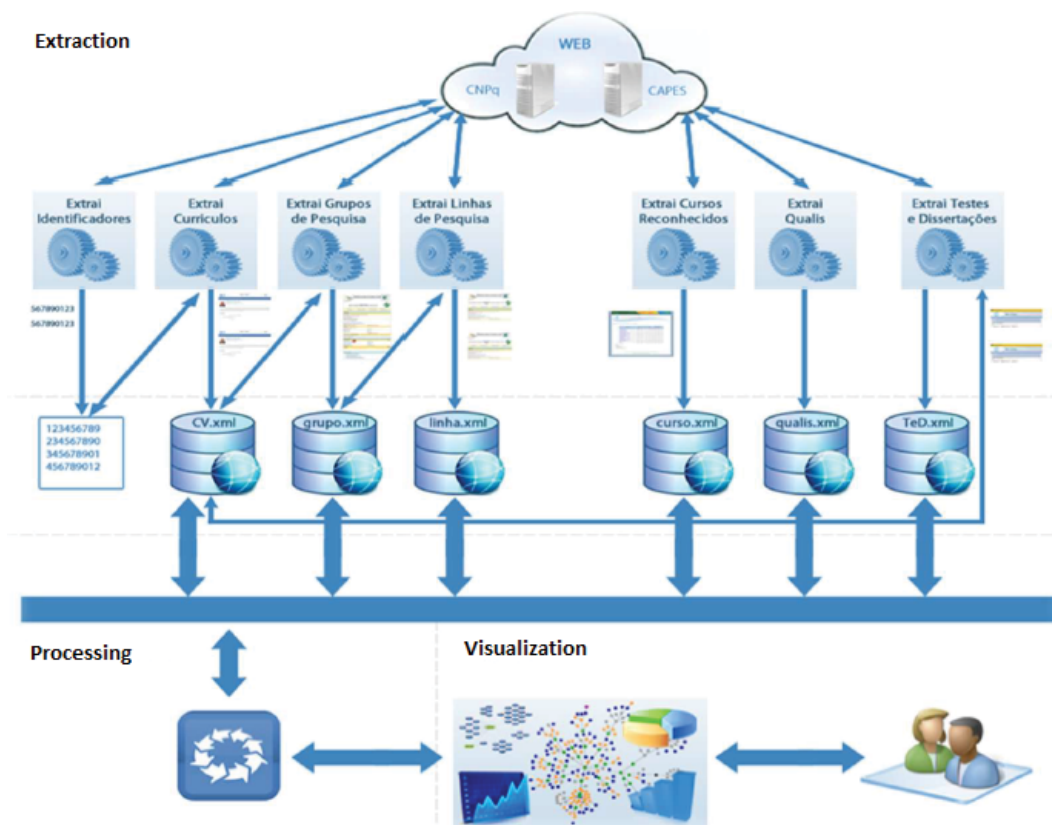 Extraction
WEB
CNPq
CAPES
Extrai
Identificadores
Extrai
Curriculos
Extrai Grupos
de Pesquisa
Extrai Linhas
de Pesquisa
Extrai Cursos
Reconhecidos
Extrai
Qualis
Extrai Testes
e Dissertações
567890123
567890123
123456789
234567890
345678901
456789012
CV.xml
grupo.xml
linha.xml
curso.xml
qualis.xml
TeD.xml
Processing
Visualization